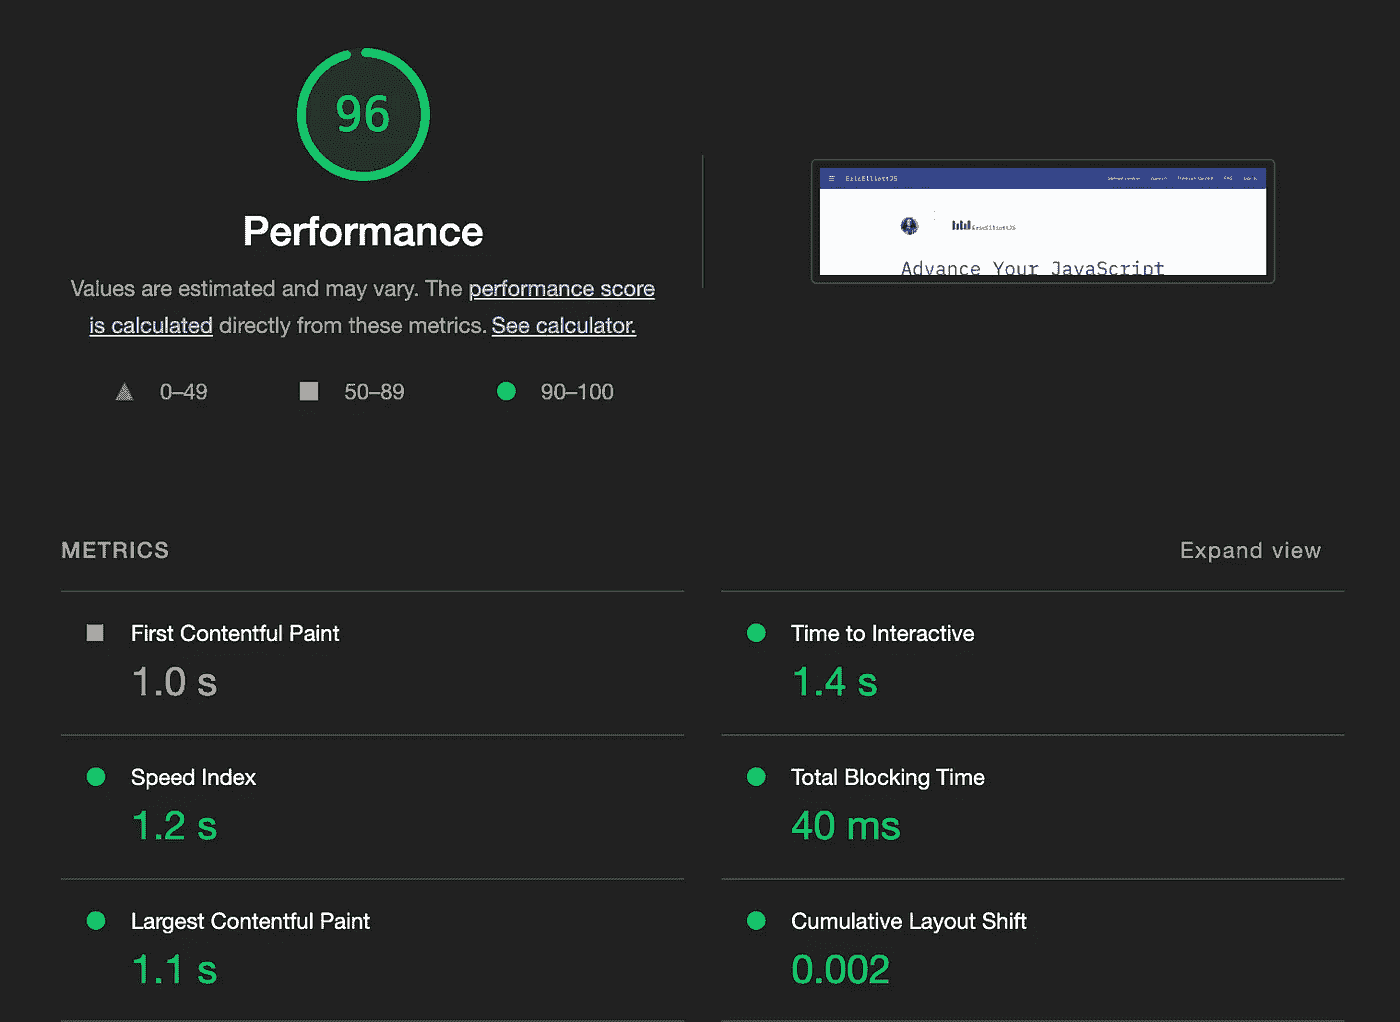 96
Performance
Values are estimated and may vary. The performance score
is calculated directly from these metrics. See calculator.
0–49
50–89
90–100
EricElliottJS
EricElliottJS
Advance Your JavaScript
METRICS
Expand view
First Contentful Paint
1.0 s
Time to Interactive
1.4 s
Speed Index
1.2 s
Total Blocking Time
40 ms
Largest Contentful Paint
1.1 s
Cumulative Layout Shift
0.002